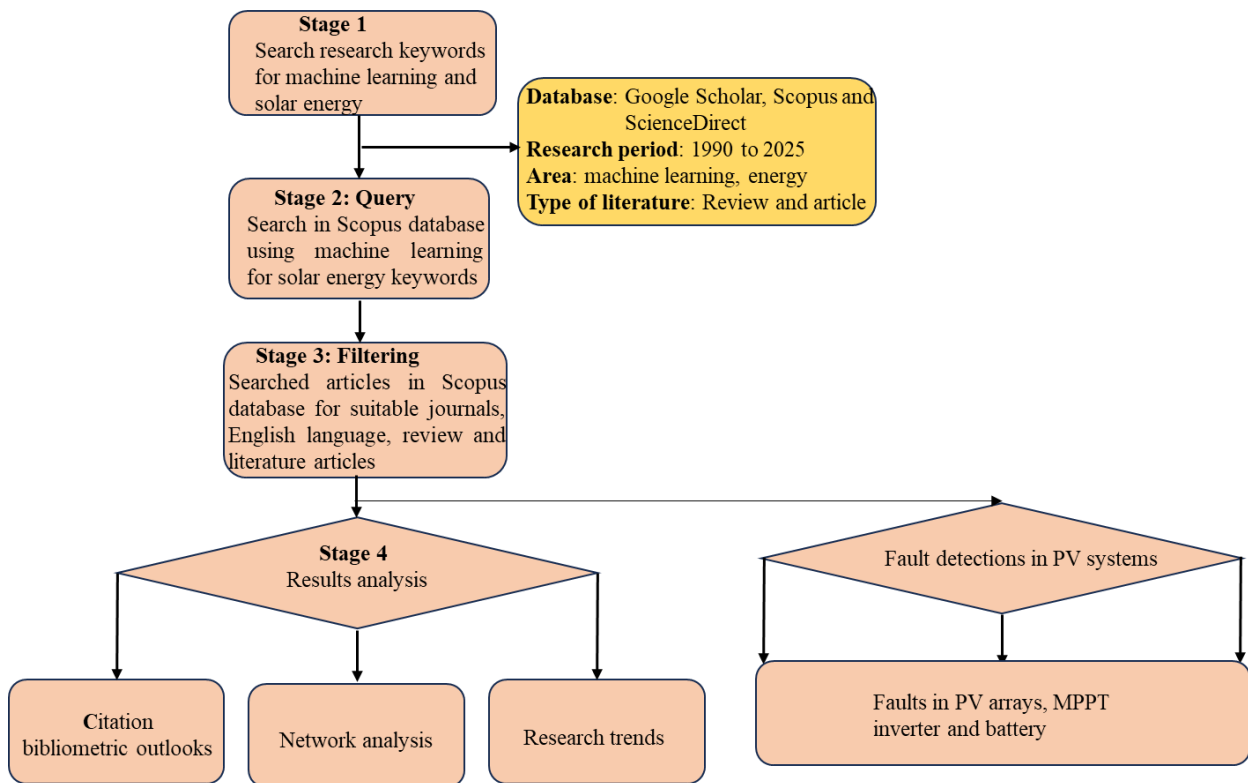 Stage 1
Search research keywords
for machine learning and
solar energy
Database: Google Scholar, Scopus and
ScienceDirect
Research period: 1990 to 2025
Area: machine learning, energy
Type of literature: Review and article
Stage 2: Query
Search in Scopus database
using machine learning
for solar energy keywords
Stage 3: Filtering
Searched articles in Scopus
database for suitable journals,
English language, review and
literature articles
Stage 4
Results analysis
Fault detections in PV systems
Citation
bibliometric outlooks
Network analysis
Research trends
Faults in PV arrays, MPPT
inverter and battery